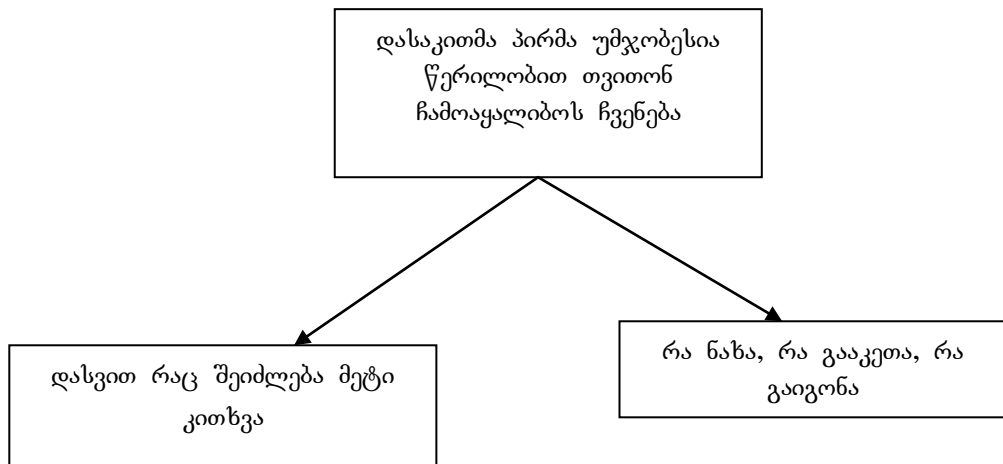 დასაკითმა პირმა უმჯობესია
წერილობით თვითონ
ჩამოაყალიბოს ჩვენება
დასვით რაც შეიძლება მეტი
კითხვა
რა ნახა, რა გააკეთა, რა
გაიგონა